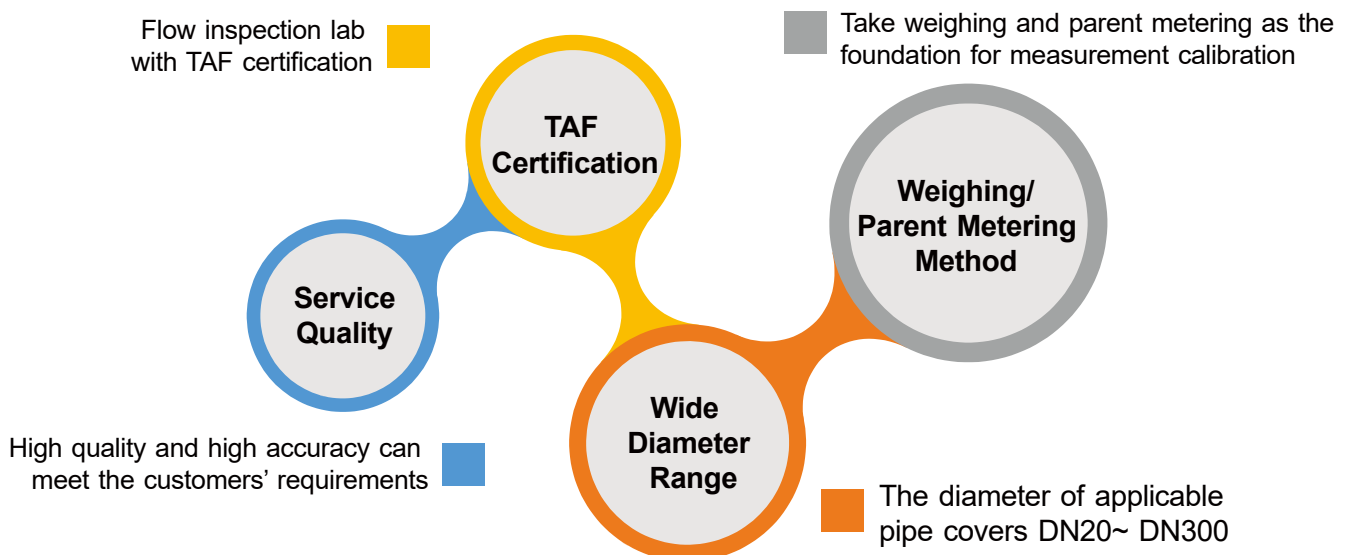 Flow inspection lab
with TAF certification
Take weighing and parent metering as the
foundation for measurement calibration
TAF
Certification
Weighing/
Parent Metering
Method
Service
Quality
Wide
Diameter
Range
High quality and high accuracy can
meet the customers’ requirements
The diameter of applicable
pipe covers DN20~ DN300